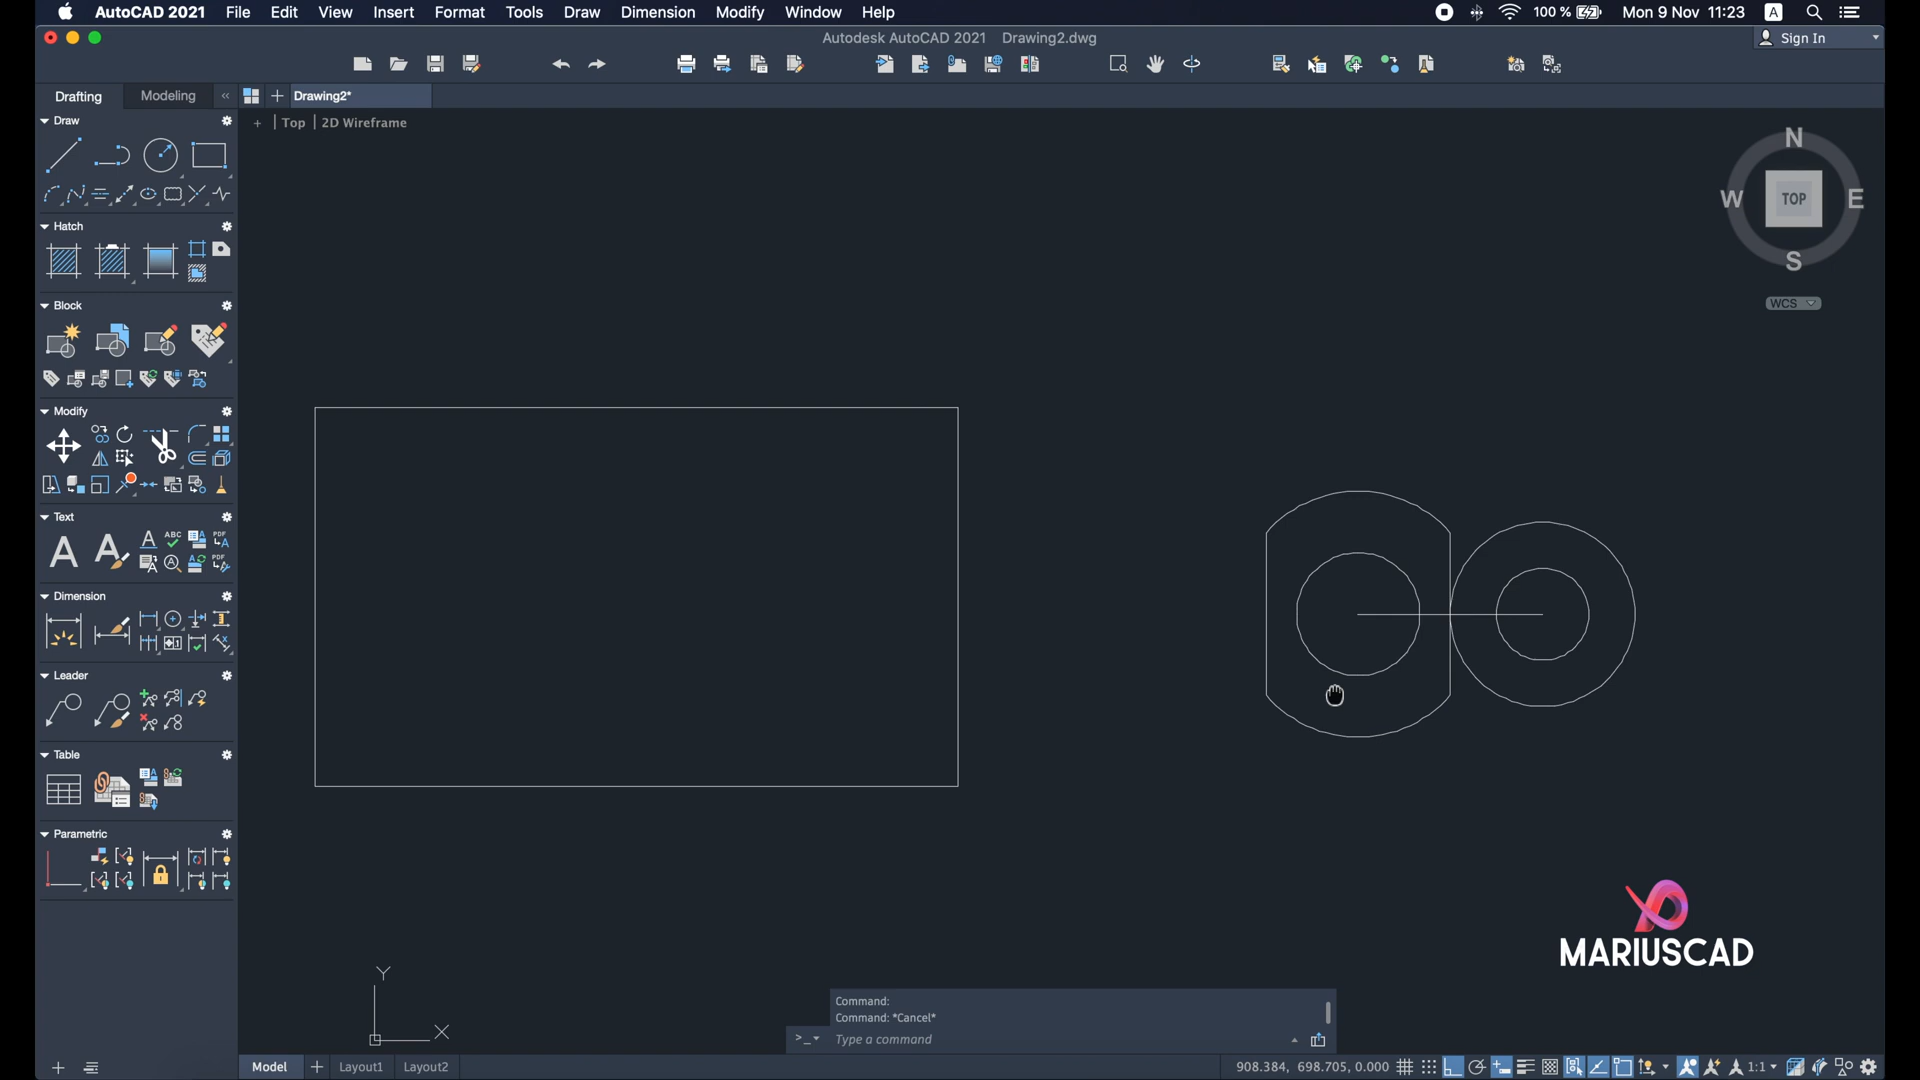 AutoCAD 2021 File Edit View Insert Format Tools Draw Dimension Modify Window Help 100 % Mon 9 Nov 11:23 A
Autodesk AutoCAD 2021 Drawing2.dwg Sign In
Drafting Modeling « + Drawing2*
+ | Top | 2D Wireframe
Draw
Hatch
Block
Modify
Text
Dimension
Leader
Table
Parametric
N
W TOP E
S
WCS
Y
X
MARIUSCAD
Command:
Command: *Cancel*
>_ Type a command
Model + Layout1 Layout2 908.384, 698.705, 0.000 1:1